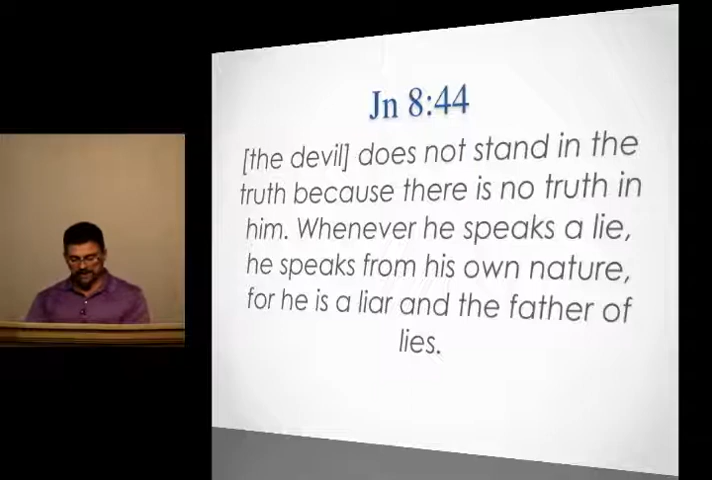 Jn 8:44
[the devil] does not stand in the
truth because there is no truth in
him. Whenever he speaks a lie,
he speaks from his own nature,
for he is a liar and the father of
lies.